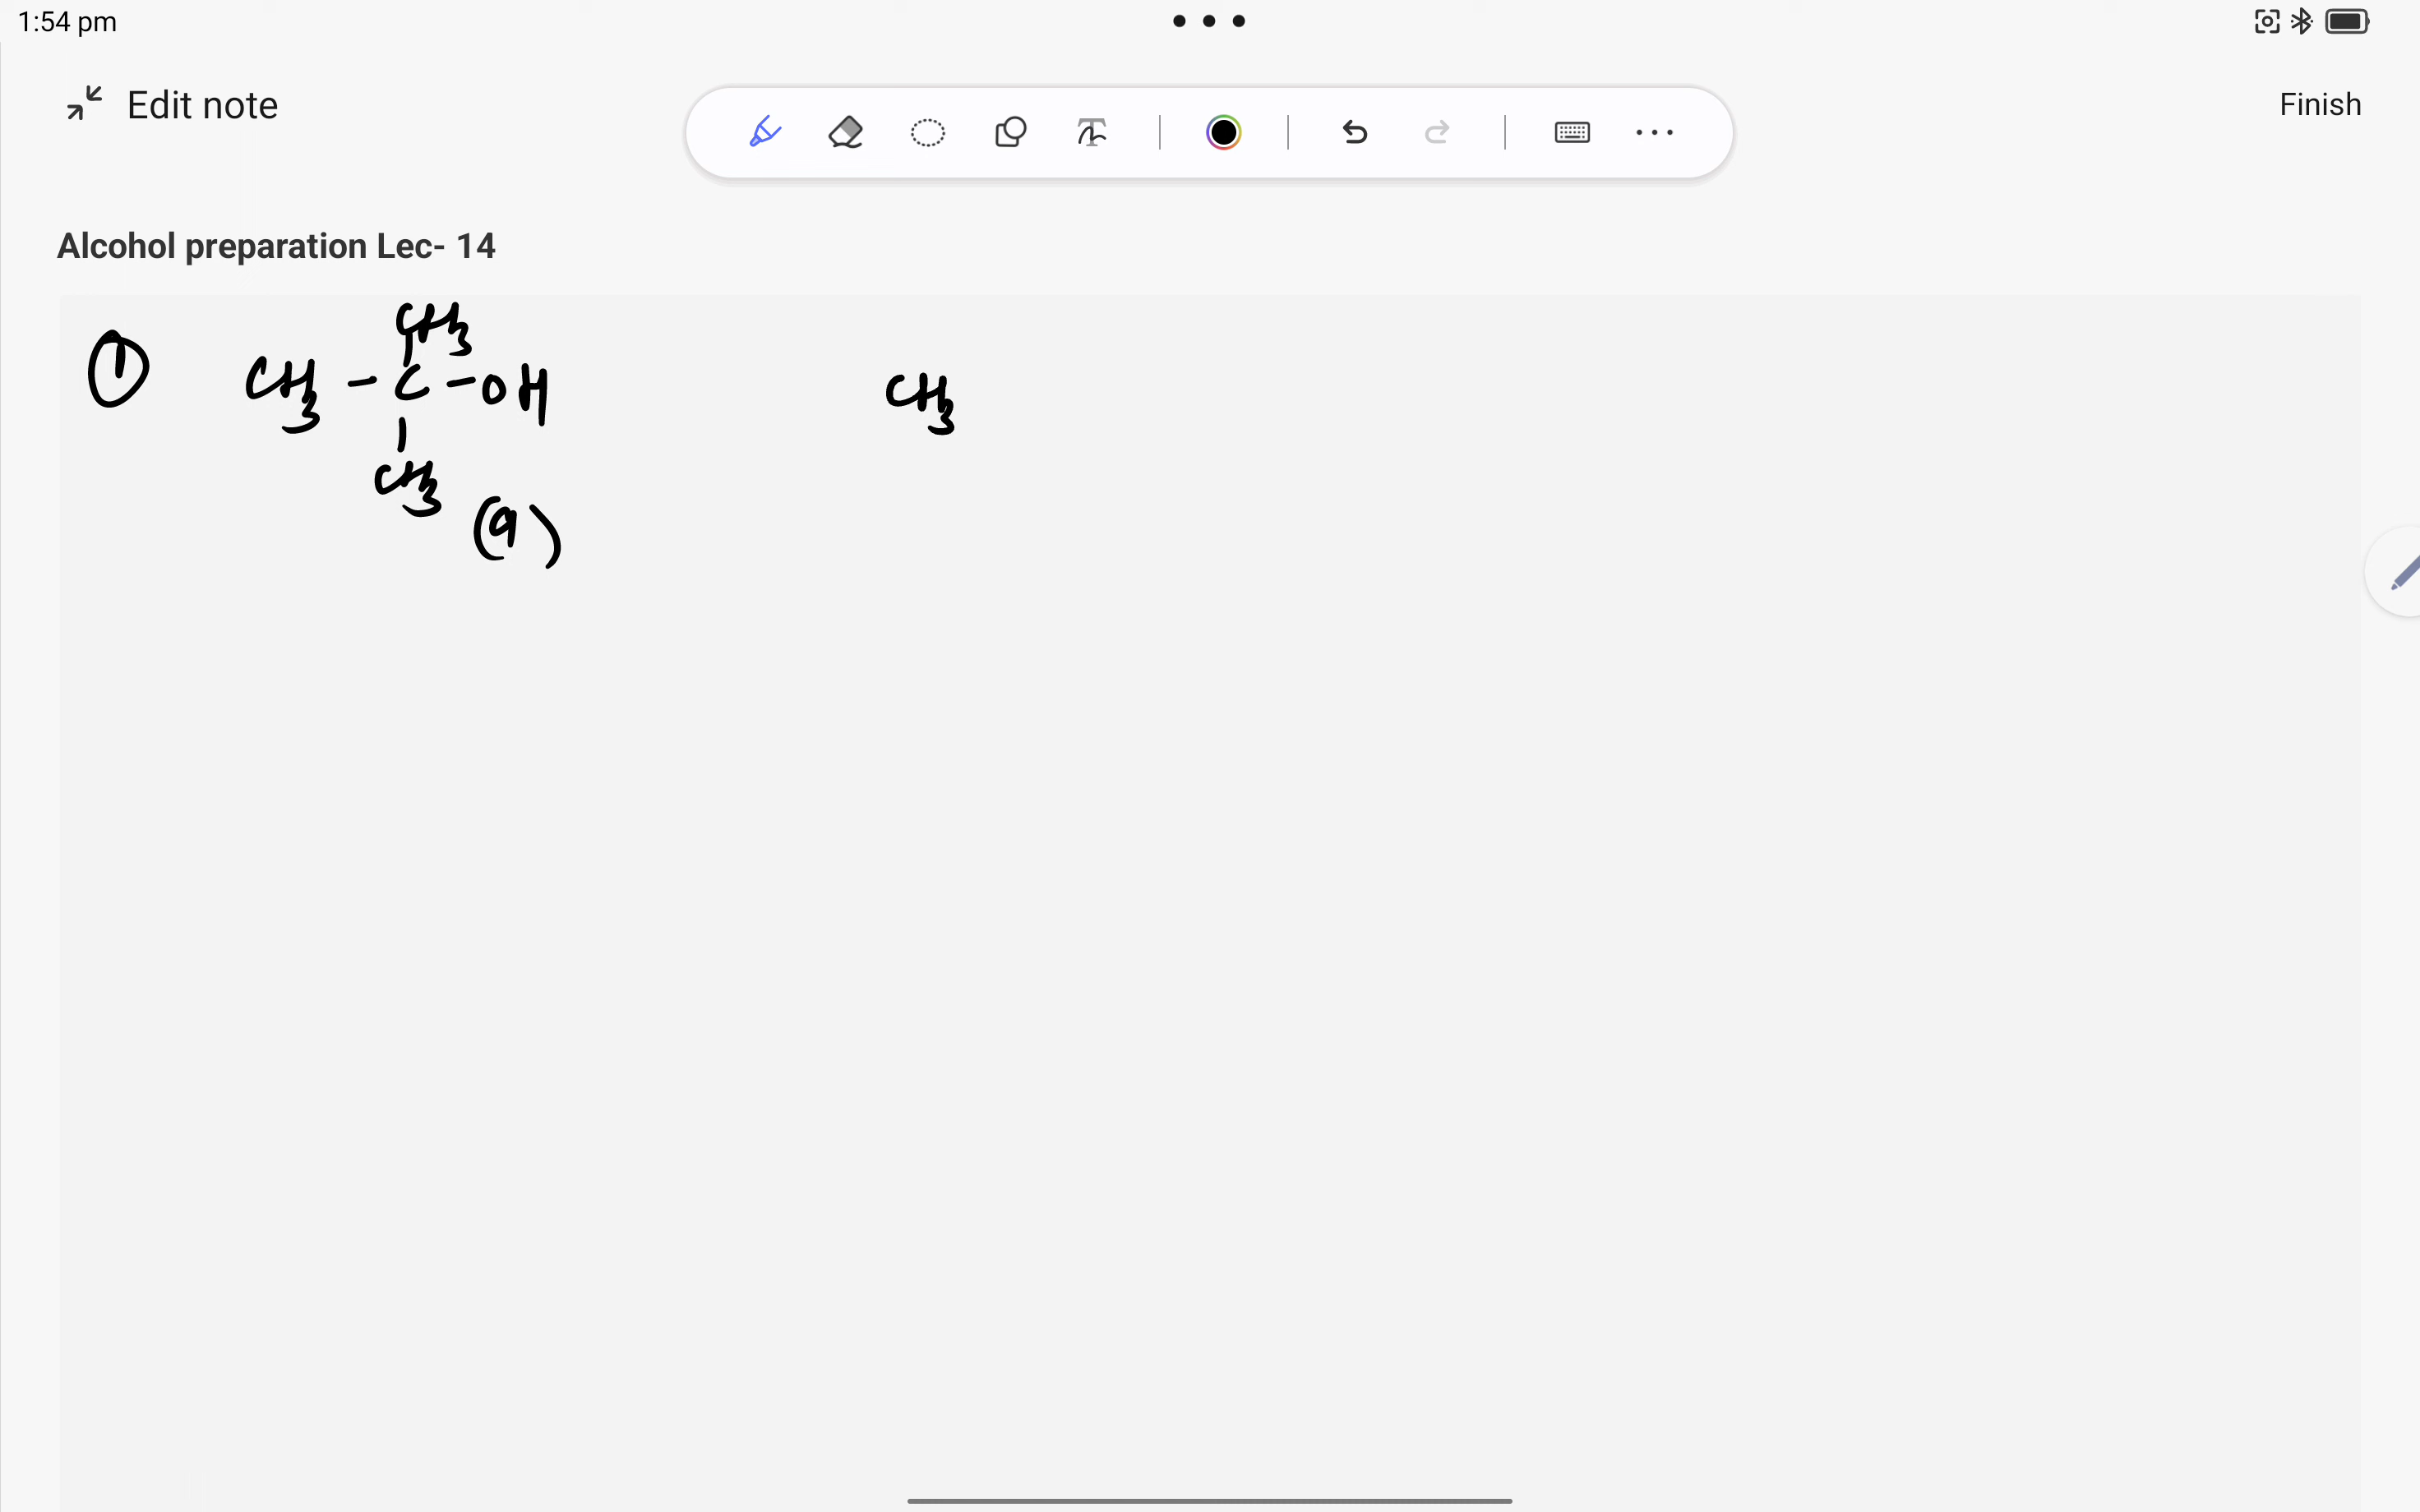 1:54 pm
Edit note
Finish
Alcohol preparation Lec- 14
CH3
① CH3 - C - OH
CH3
CH3
(a)